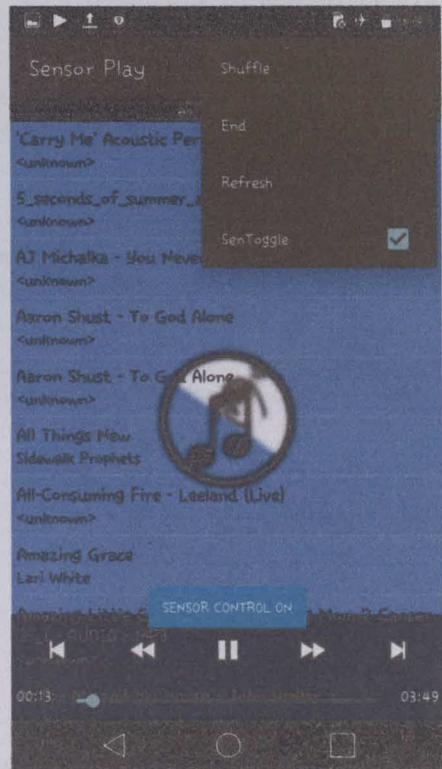 Sensor Play
Shuffle
End
Refresh
SenToggle
'Carry Me' Acoustic Per
<unknown>
5_seconds_of_summer_
<unknown>
AJ Michalka - You Never
<unknown>
Aaron Shust - To God Alone
<unknown>
Aaron Shust - To God Alone
<unknown>
All Things New
Sidewalk Prophets
All-Consuming Fire - Leeland (Live)
<unknown>
Amazing Grace
Lari White
SENSOR CONTROL ON
00:13
03:49